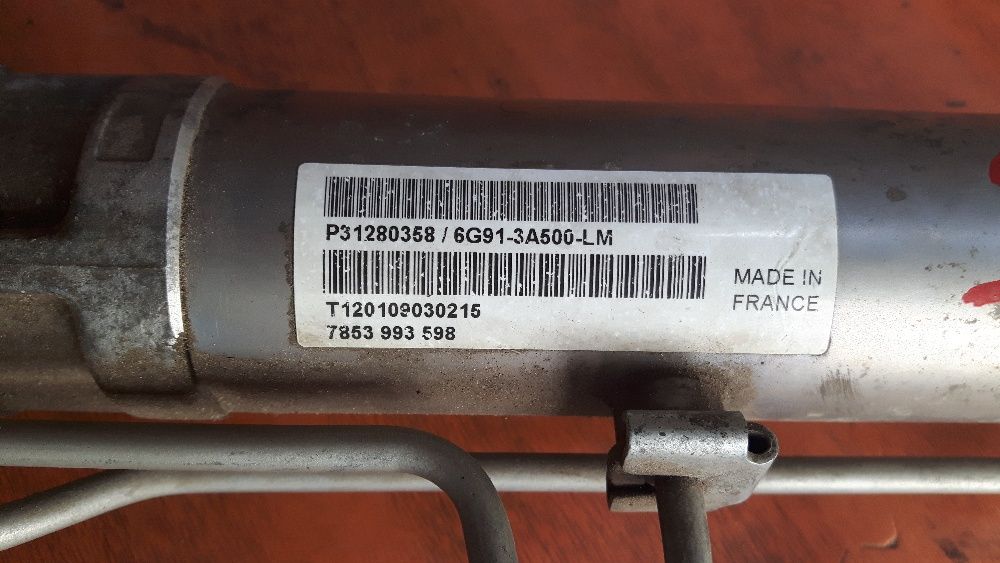 P31280358 / 6G91-3A500-LM
T120109030215
7853 993 598
MADE IN
FRANCE